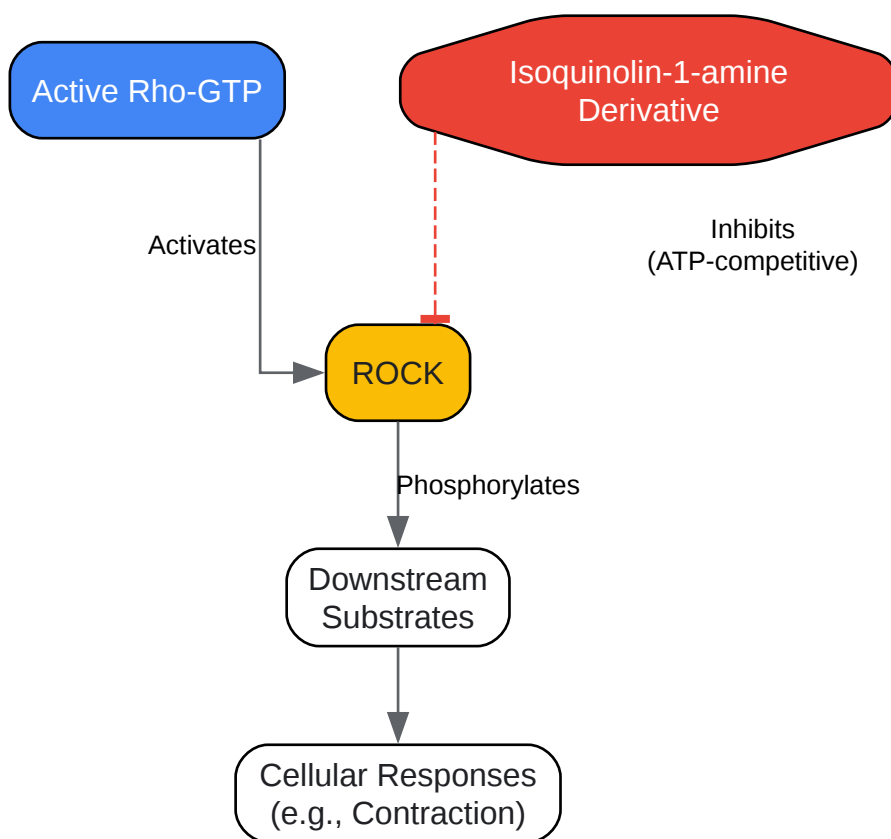 Active Rho-GTP
Isoquinolin-1-amine
Derivative
Activates
Inhibits
(ATP-competitive)
ROCK
Phosphorylates
Downstream
Substrates
Cellular Responses
(e.g., Contraction)